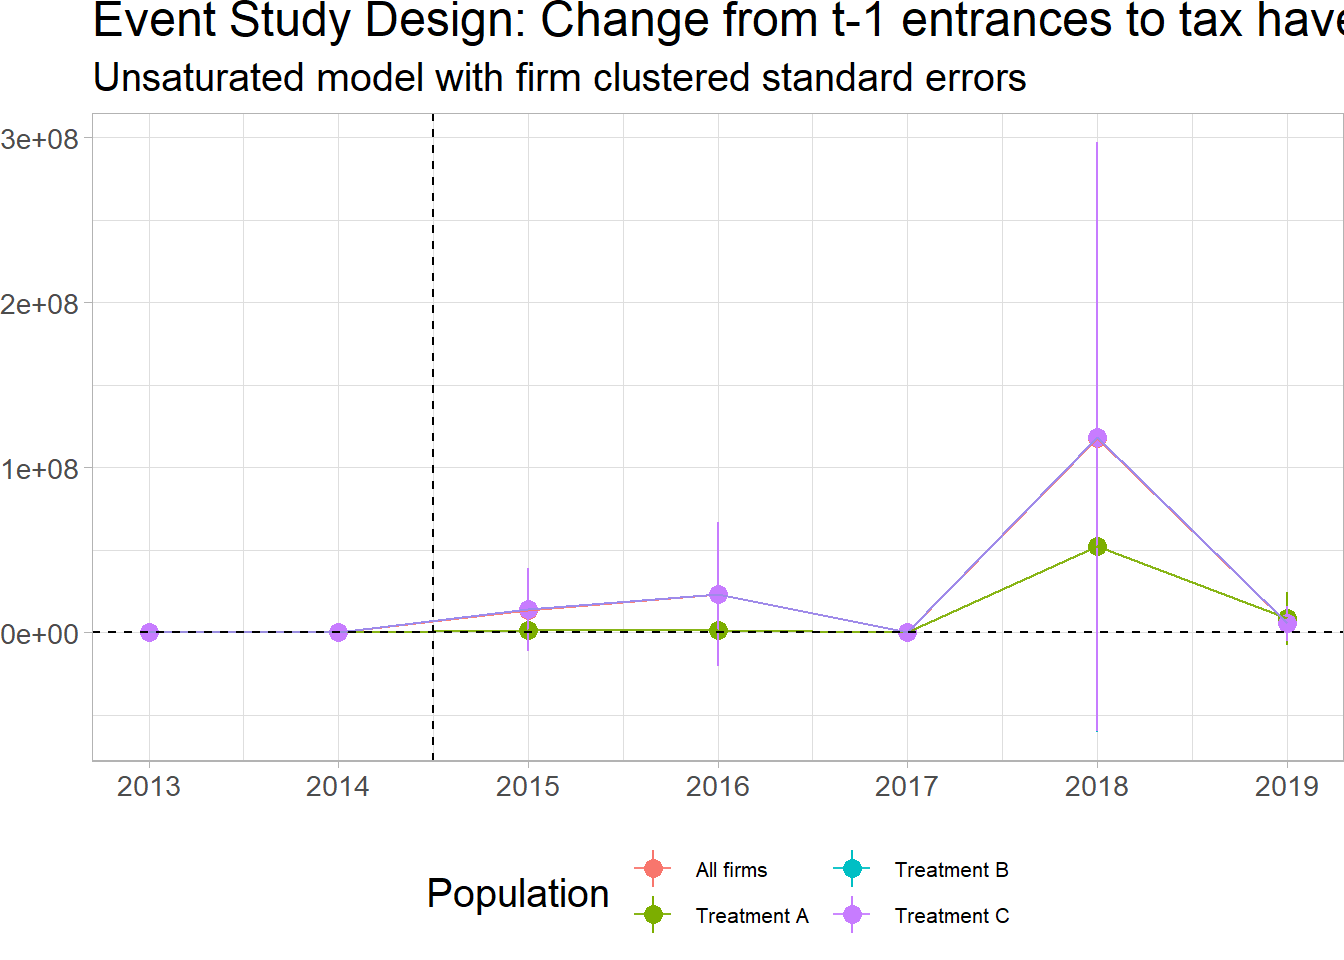 Event Study Design: Change from t-1 entrances to tax have
Unsaturated model with firm clustered standard errors
3e+08
2e+08
1e+08
0e+00
2013 2014 2015 2016 2017 2018 2019
Population
All firms
Treatment A
Treatment B
Treatment C